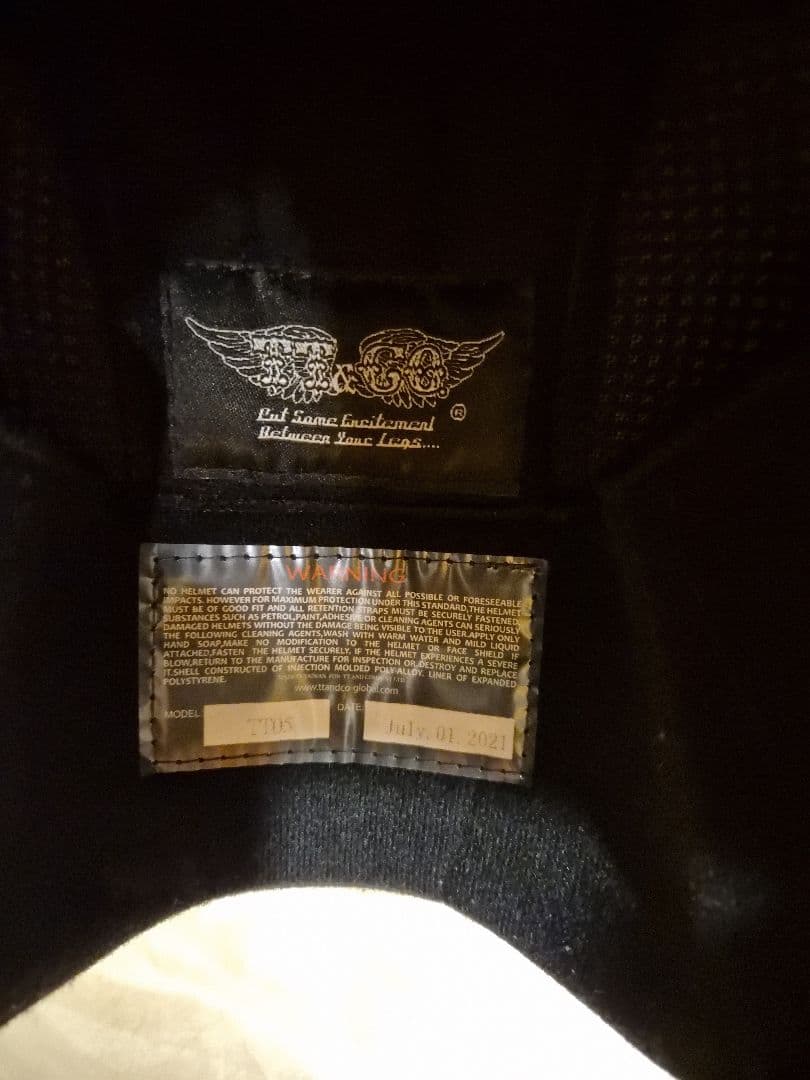 TT&CO.
®
Put Some Excitement
Between Your Legs....
WARNING
NO HELMET CAN PROTECT THE WEARER AGAINST ALL POSSIBLE OR FORESEEABLE
IMPACTS. HOWEVER FOR MAXIMUM PROTECTION UNDER THIS STANDARD,THE HELMET
MUST BE OF GOOD FIT AND ALL RETENTION STRAPS MUST BE SECURELY FASTENED.
SUBSTANCES SUCH AS PETROL,PAINT,ADHESIVE OR CLEANING AGENTS CAN SERIOUSLY
DAMAGED HELMETS WITHOUT THE DAMAGE BEING VISIBLE TO THE USER.APPLY ONLY
THE FOLLOWING CLEANING AGENTS,WASH WITH WARM WATER AND MILD LIQUID
HAND SOAP,MAKE NO MODIFICATION TO THE HELMET OR FACE SHIELD IF
ATTACHED,FASTEN THE HELMET SECURELY. IF THE HELMET EXPERIENCES A SEVERE
BLOW,RETURN TO THE MANUFACTURE FOR INSPECTION OR DESTROY AND REPLACE
IT.SHELL CONSTRUCTED OF INJECTION MOLDED POLY-ALLOY. LINER OF EXPANDED
POLYSTYRENE.
www.ttandco-global.com
MODEL TT05 DATE: July. 01. 2021